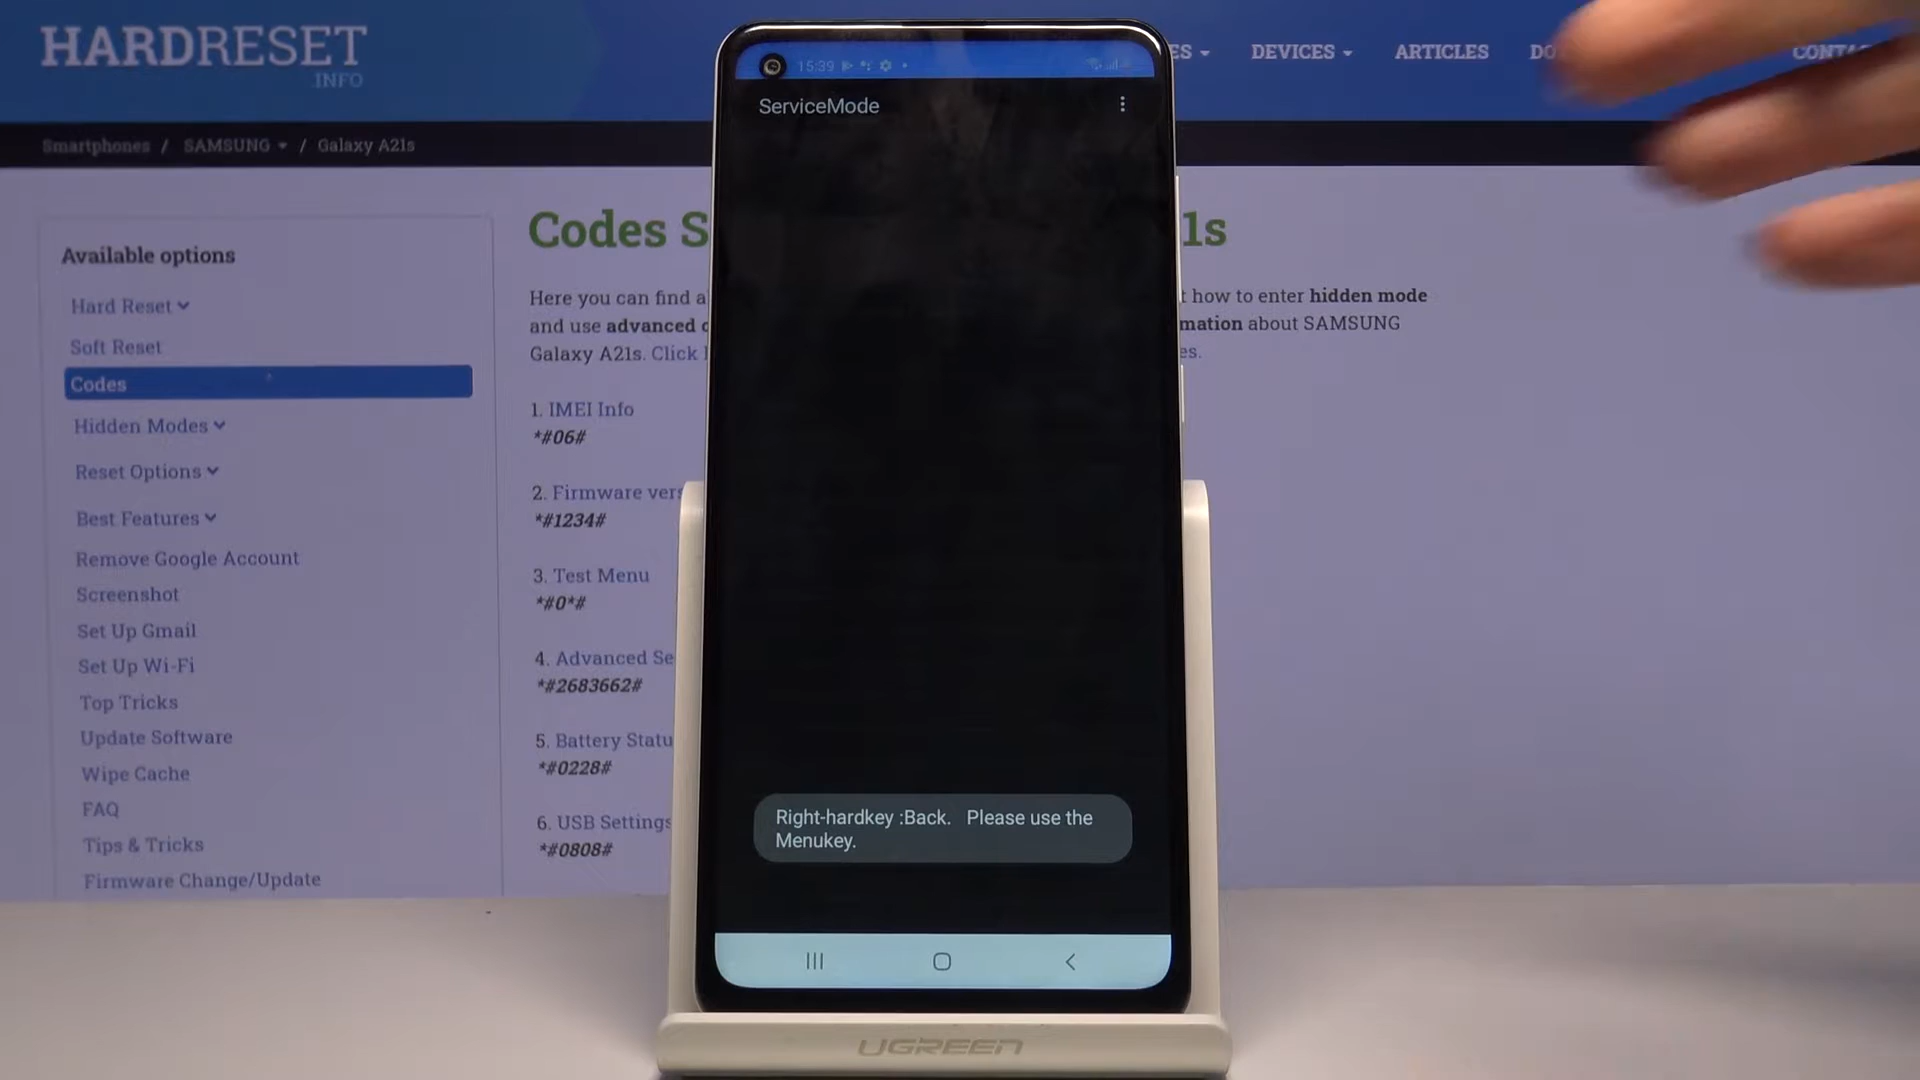 HARDRESET
.INFO
ES
DEVICES
ARTICLES
DO
CONTA
Smartphones / SAMSUNG / Galaxy A21s
15:39
ServiceMode
Available options
Hard Reset
Soft Reset
Codes
Hidden Modes
Reset Options
Best Features
Remove Google Account
Screenshot
Set Up Gmail
Set Up Wi-Fi
Top Tricks
Update Software
Wipe Cache
FAQ
Tips & Tricks
Firmware Change/Update
Codes S 1s
Here you can find a t how to enter hidden mode
and use advanced c mation about SAMSUNG
Galaxy A21s. Click es.
1. IMEI Info
*#06#
2. Firmware vers
*#1234#
3. Test Menu
*#0*#
4. Advanced Se
*#2683662#
5. Battery Statu
*#0228#
6. USB Settings
*#0808#
Right-hardkey :Back. Please use the
Menukey.
UGREEN